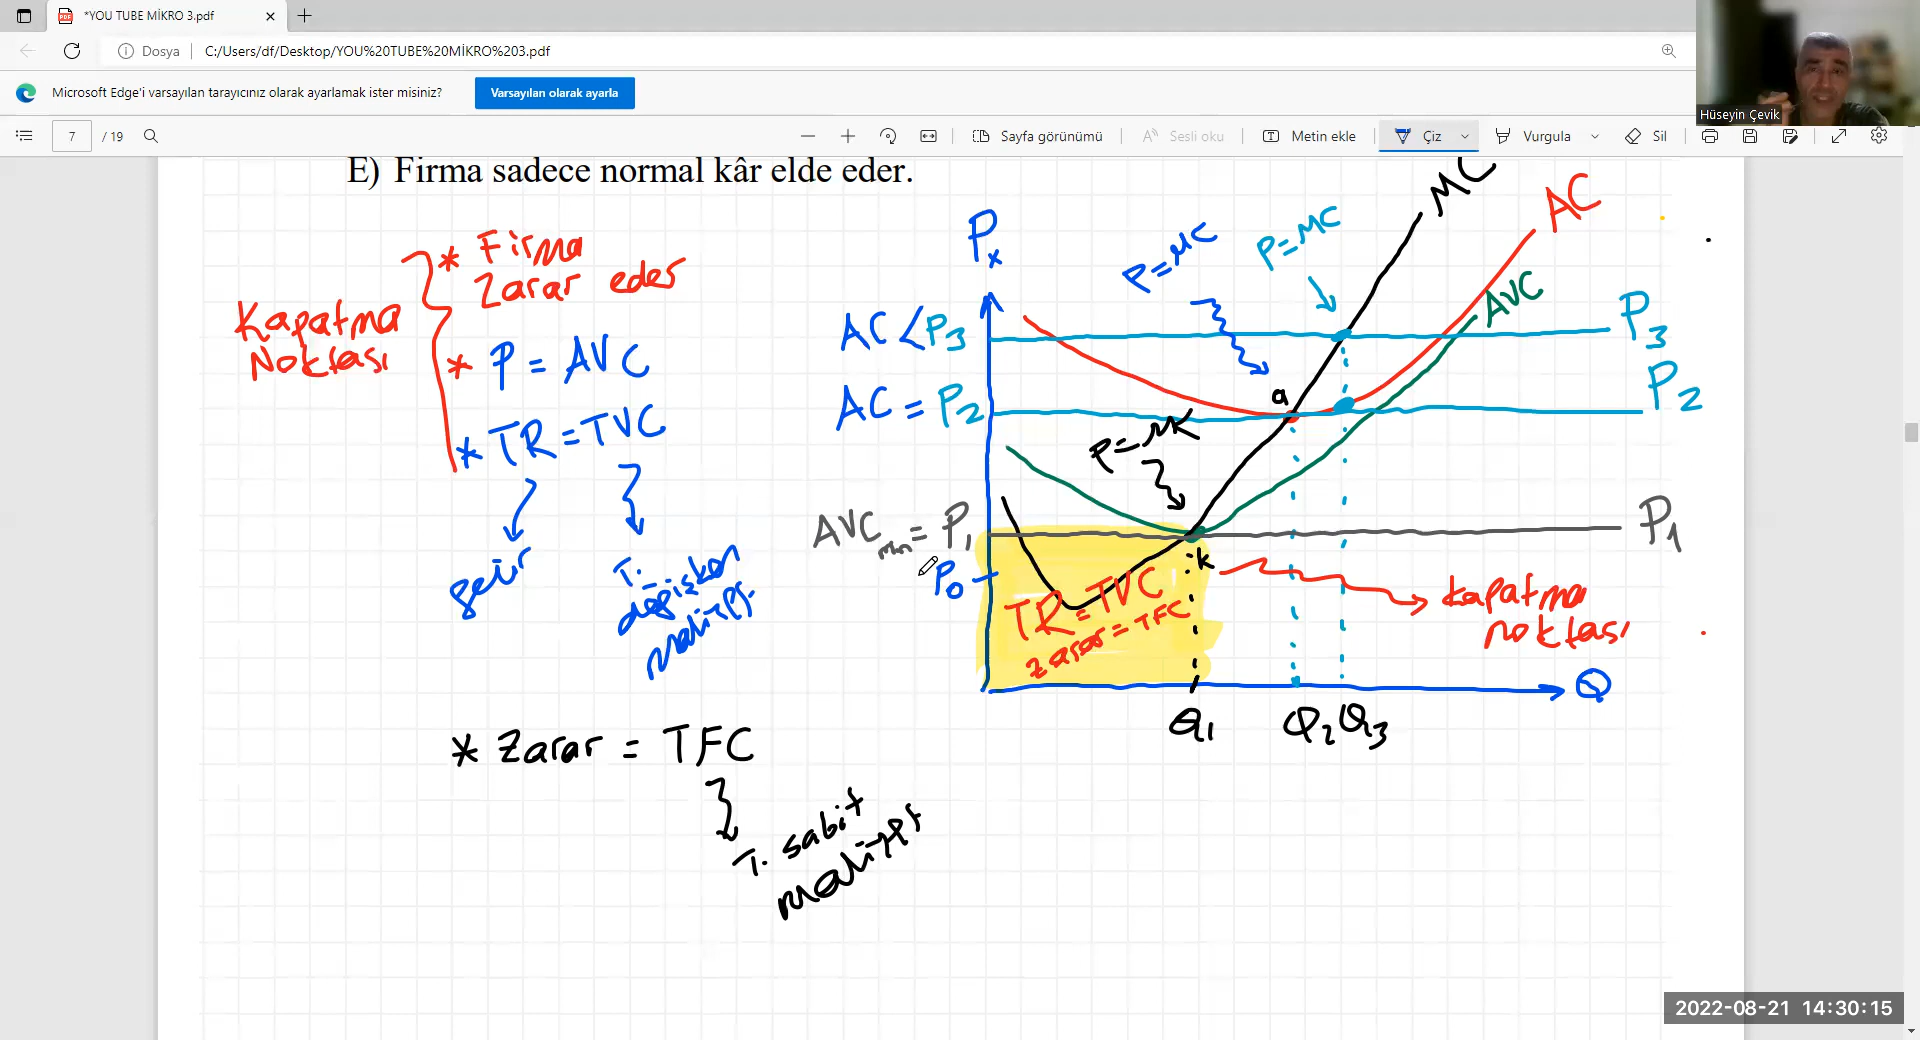 *YOU TUBE MİKRO 3.pdf
Dosya
C:/Users/df/Desktop/YOU%20TUBE%20MİKRO%203.pdf
Microsoft Edge'i varsayılan tarayıcınız olarak ayarlamak ister misiniz?
Varsayılan olarak ayarla
Hüseyin Çevik
7 / 19
Sayfa görünümü
Sesli oku
Metin ekle
Çiz
Vurgula
Sil
E) Firma sadece normal kâr elde eder.
Kapatma
Noktası
* Firma
Zarar eder
* P = AVC
* TR = TVC
gelir
T.
değişken
maliyet
* Zarar = TFC
T. sabit
maliyet
Px
P=MC
P=MC
MC
AC
AVC
AC < P3
P3
AC = P2
P2
a
P=MK
AVCmin = P1
P1
P0
k
TR = TVC
Zarar = TFC
kapatma
noktası
Q
Q1
Q2 Q3
2022-08-21 14:30:15